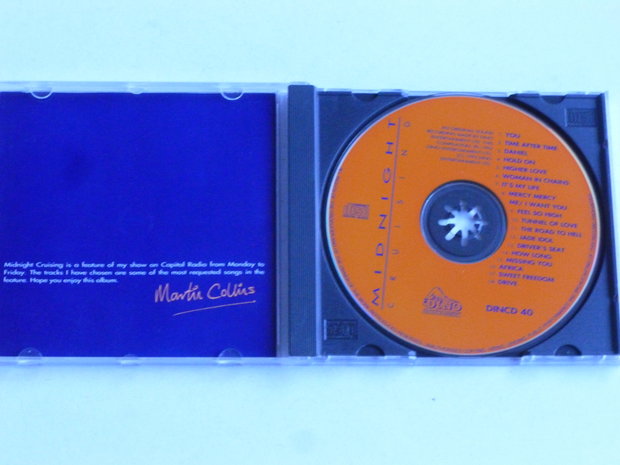 Midnight Cruising is a feature of my show on Capital Radio from Monday to
Friday. The tracks I have chosen are some of the most requested songs in the
feature. Hope you enjoy this album.
Martin Collins
MIDNIGHT
CRUISING
YOU
TIME AFTER TIME
DANIEL
HOLD ON
HIGHER LOVE
WOMAN IN CHAINS
IT'S MY LIFE
MERCY MERCY
ME/ I WANT YOU
FEEL SO HIGH
TUNNEL OF LOVE
THE ROAD TO HELL
JADE IDOL
DRIVER'S SEAT
HOW LONG
MISSING YOU
AFRICA
SWEET FREEDOM
DRIVE
DINO
DINCD 40